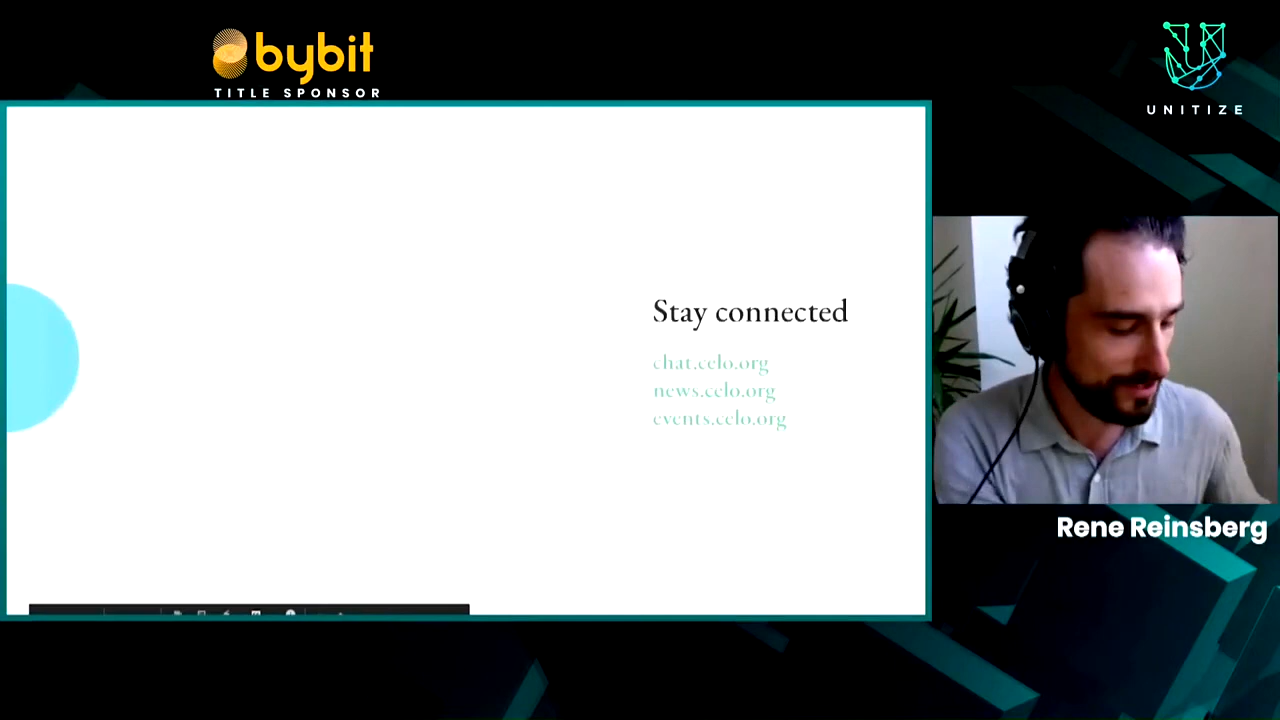 bybit
TITLE SPONSOR
UNITIZE
Stay connected
chat.celo.org
news.celo.org
events.celo.org
Rene Reinsberg